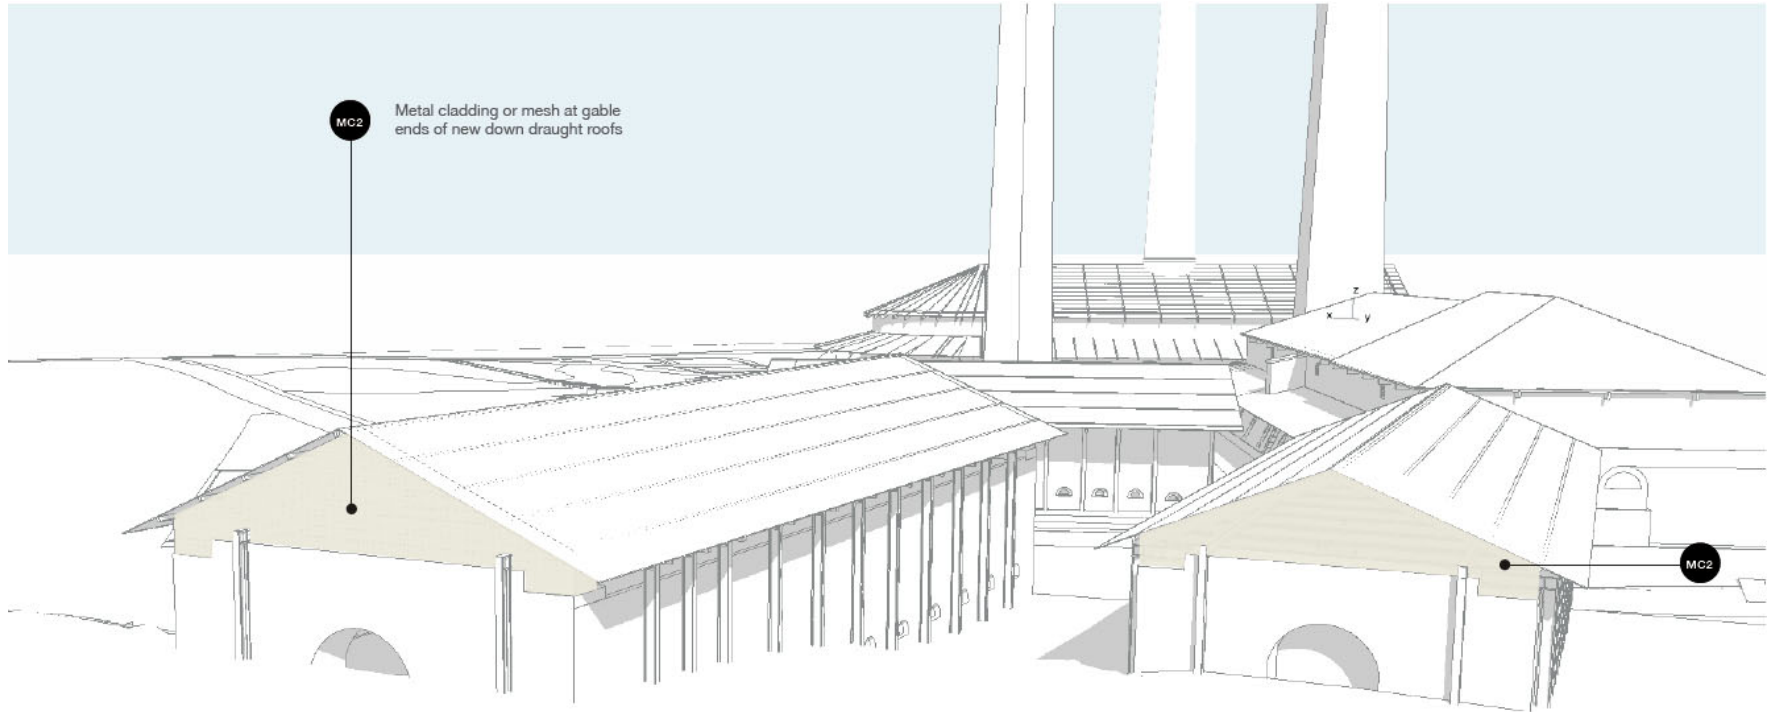 MC2
Metal cladding or mesh at gable
ends of new down draught roofs
z
x y
MC2